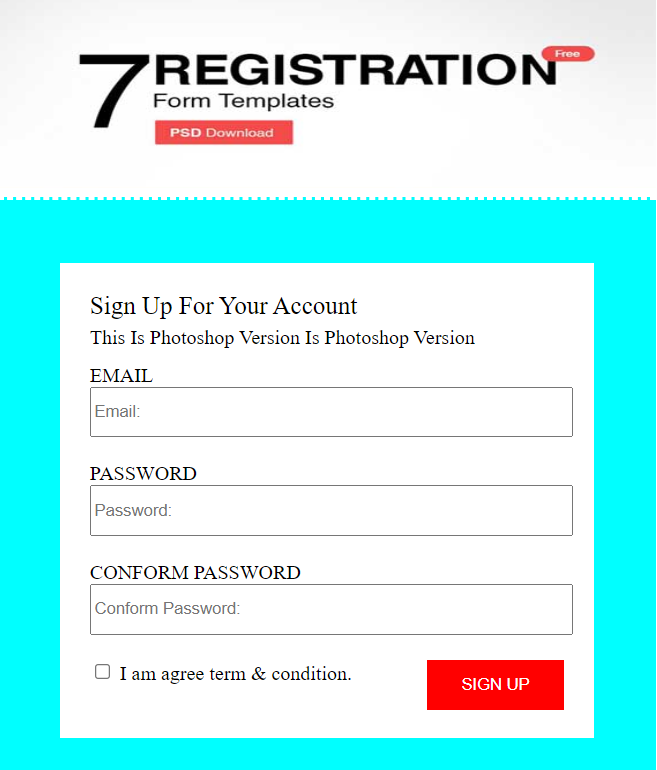 7 REGISTRATION Free
Form Templates
PSD Download
Sign Up For Your Account
This Is Photoshop Version Is Photoshop Version
EMAIL
Email:
PASSWORD
Password:
CONFORM PASSWORD
Conform Password:
I am agree term & condition.
SIGN UP